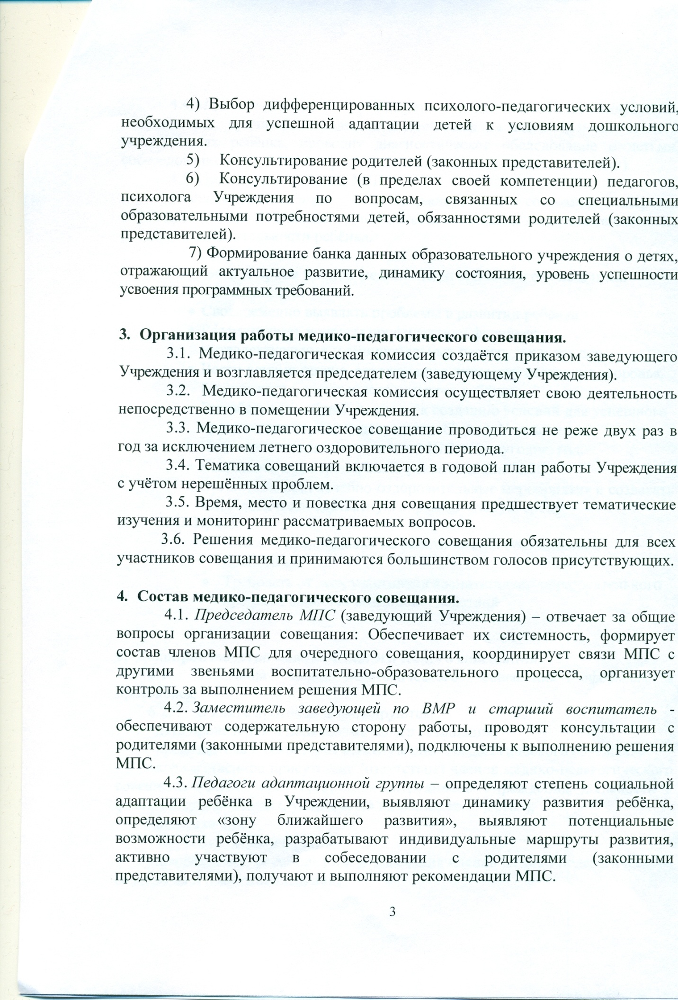 4) Выбор дифференцированных психолого-педагогических условий,
необходимых для успешной адаптации детей к условиям дошкольного
учреждения.
5) Консультирование родителей (законных представителей).
6) Консультирование (в пределах своей компетенции) педагогов,
психолога Учреждения по вопросам, связанных со специальными
образовательными потребностями детей, обязанностями родителей (законных
представителей).
7) Формирование банка данных образовательного учреждения о детях,
отражающий актуальное развитие, динамику состояния, уровень успешности
усвоения программных требований.
3. Организация работы медико-педагогического совещания.
3.1. Медико-педагогическая комиссия создаётся приказом заведующего
Учреждения и возглавляется председателем (заведующему Учреждения).
3.2. Медико-педагогическая комиссия осуществляет свою деятельность
непосредственно в помещении Учреждения.
3.3. Медико-педагогическое совещание проводиться не реже двух раз в
год за исключением летнего оздоровительного периода.
3.4. Тематика совещаний включается в годовой план работы Учреждения
с учётом нерешённых проблем.
3.5. Время, место и повестка дня совещания предшествует тематические
изучения и мониторинг рассматриваемых вопросов.
3.6. Решения медико-педагогического совещания обязательны для всех
участников совещания и принимаются большинством голосов присутствующих.
4. Состав медико-педагогического совещания.
4.1. Председатель МПС (заведующий Учреждения) – отвечает за общие
вопросы организации совещания: Обеспечивает их системность, формирует
состав членов МПС для очередного совещания, координирует связи МПС с
другими звеньями воспитательно-образовательного процесса, организует
контроль за выполнением решения МПС.
4.2. Заместитель заведующей по ВМР и старший воспитатель -
обеспечивают содержательную сторону работы, проводят консультации с
родителями (законными представителями), подключены к выполнению решения
МПС.
4.3. Педагоги адаптационной группы – определяют степень социальной
адаптации ребёнка в Учреждении, выявляют динамику развития ребёнка,
определяют «зону ближайшего развития», выявляют потенциальные
возможности ребёнка, разрабатывают индивидуальные маршруты развития,
активно участвуют в собеседовании с родителями (законными
представителями), получают и выполняют рекомендации МПС.
3